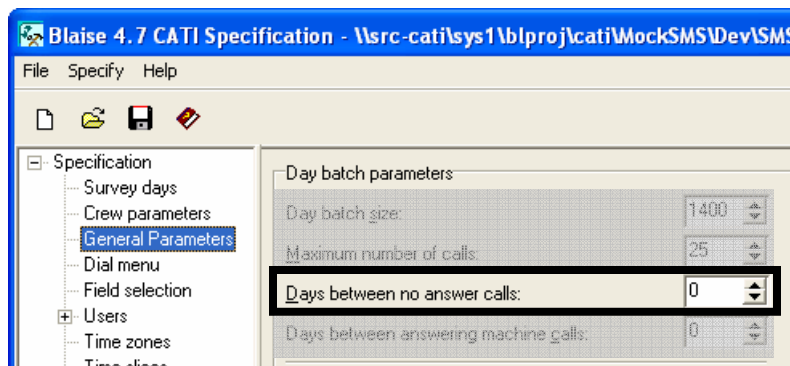 Blaise 4.7 CATI Specification - \\src-cati\sys1\blproj\cati\MockSMS\Dev\SMS
File Specify Help
Specification
Survey days
Crew parameters
General Parameters
Dial menu
Field selection
Users
Time zones
Time slices
Day batch parameters
Day batch size: 1400
Maximum number of calls: 25
Days between no answer calls: 0
Days between answering machine calls: 0